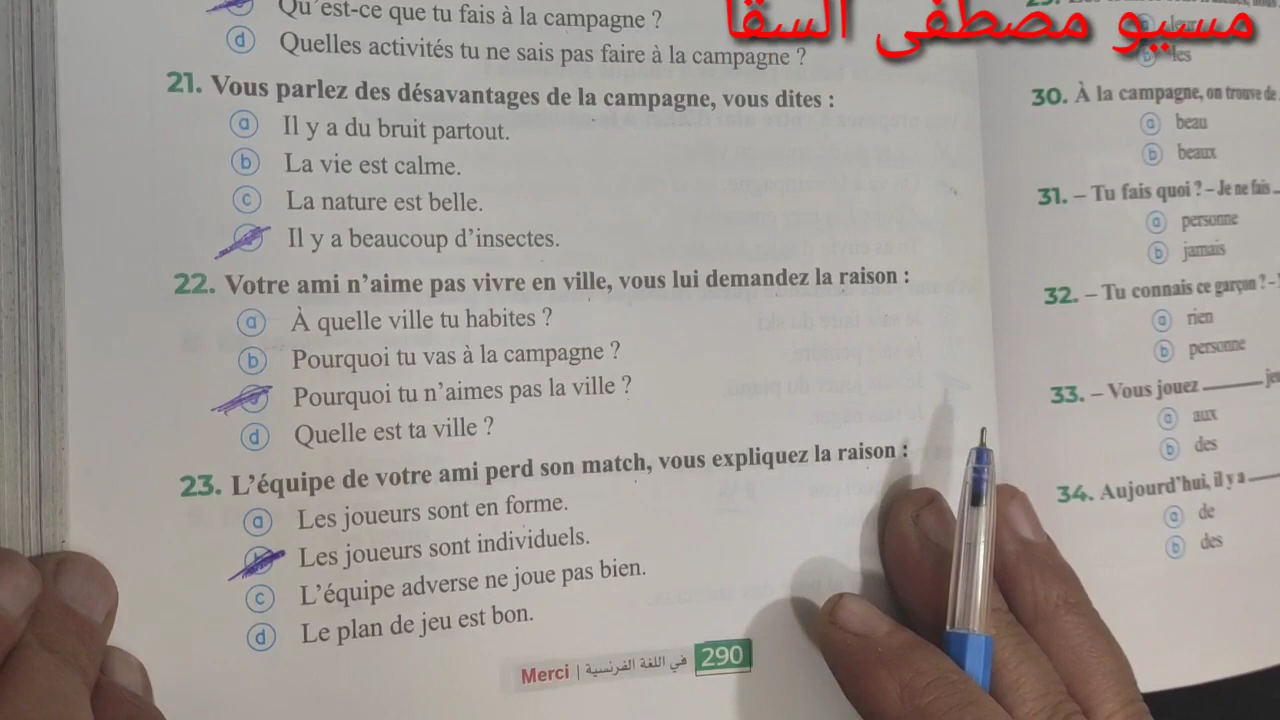 مسيو مصطفى السقا
Qu'est-ce que tu fais à la campagne ?
d Quelles activités tu ne sais pas faire à la campagne ?
21. Vous parlez des désavantages de la campagne, vous dites :
a Il y a du bruit partout.
b La vie est calme.
c La nature est belle.
Il y a beaucoup d'insectes.
22. Votre ami n'aime pas vivre en ville, vous lui demandez la raison :
a À quelle ville tu habites ?
b Pourquoi tu vas à la campagne ?
Pourquoi tu n'aimes pas la ville ?
d Quelle est ta ville ?
23. L'équipe de votre ami perd son match, vous expliquez la raison :
a Les joueurs sont en forme.
Les joueurs sont individuels.
c L'équipe adverse ne joue pas bien.
d Le plan de jeu est bon.
Merci | في اللغة الفرنسية 290
b les
30. À la campagne, on trouve de
a beau
b beaux
31. – Tu fais quoi ? – Je ne fais
a personne
b jamais
32. – Tu connais ce garçon ? –
a rien
b personne
33. – Vous jouez ______
a aux
b des
34. Aujourd'hui, il y a
a de
b des